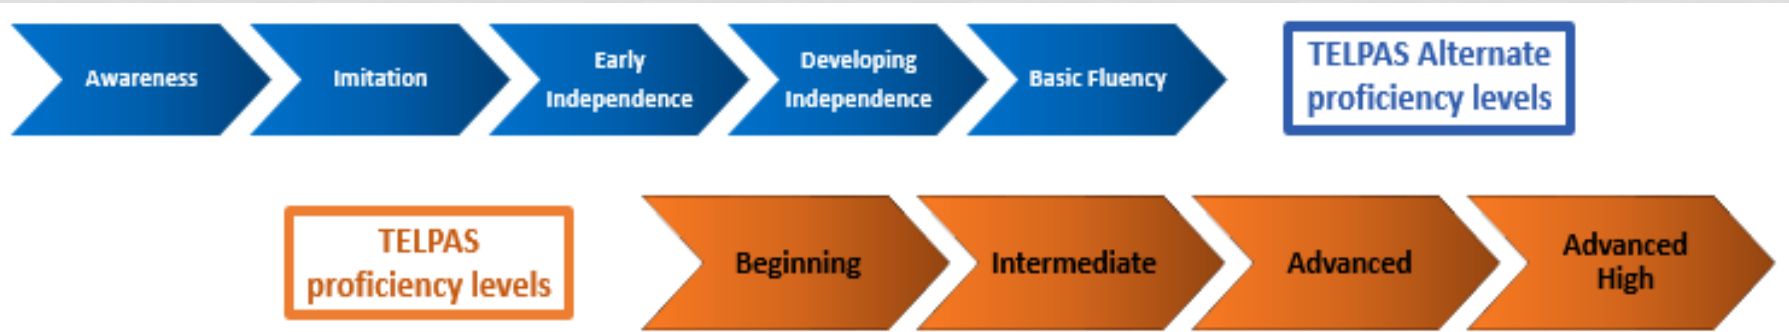 Awareness
Imitation
Early
Independence
Developing
Independence
Basic Fluency
TELPAS Alternate
proficiency levels
TELPAS
proficiency levels
Beginning
Intermediate
Advanced
Advanced
High